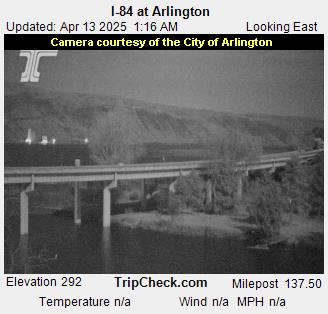 I-84 at Arlington
Updated: Apr 13 2025 1:16 AM Looking East
Camera courtesy of the City of Arlington
Elevation 292 TripCheck.com Milepost 137.50
Temperature n/a Wind n/a MPH n/a